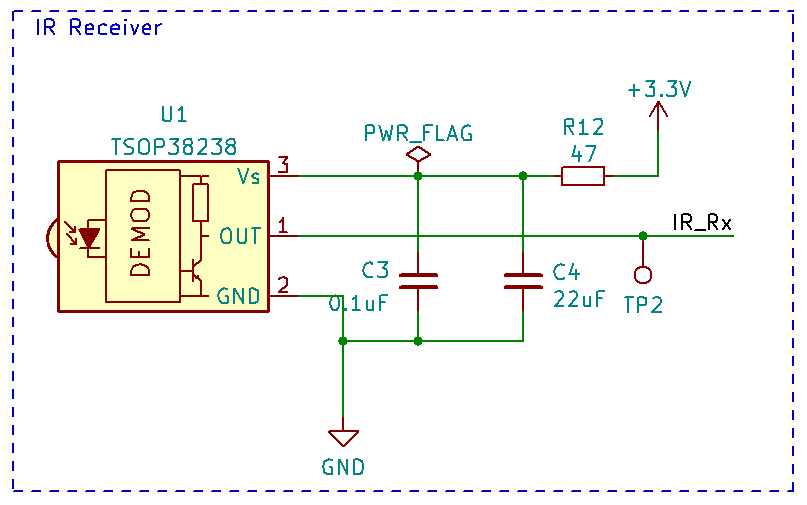 IR Receiver
+3.3V
U1
TSOP38238
PWR_FLAG
R12
47
3
Vs
DEMOD
1
OUT
IR_Rx
2
GND
C3
0.1uF
C4
22uF
TP2
GND